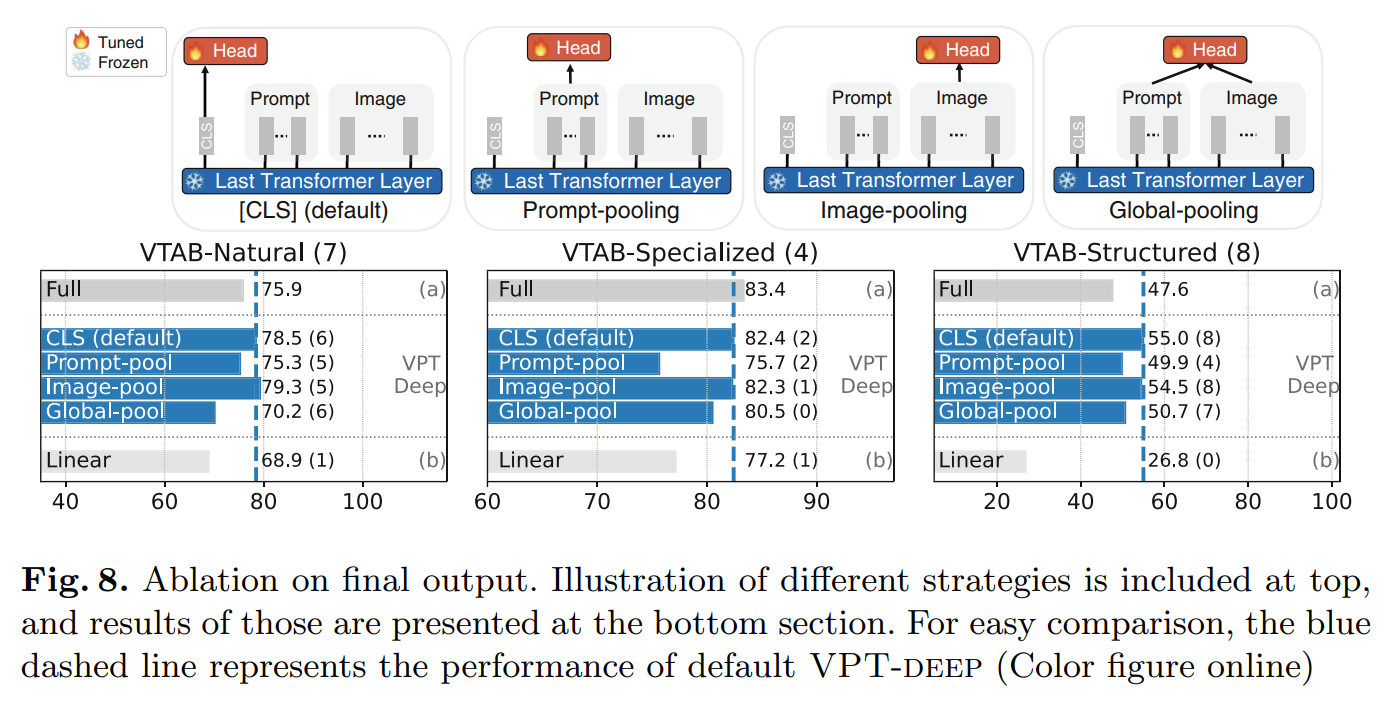 Tuned
Frozen
Head
Prompt
Image
CLS
Last Transformer Layer
[CLS] (default)
Head
Prompt
Image
CLS
Last Transformer Layer
Prompt-pooling
Head
Prompt
Image
CLS
Last Transformer Layer
Image-pooling
Head
Prompt
Image
CLS
Last Transformer Layer
Global-pooling
VTAB-Natural (7)
Full 75.9 (a)
CLS (default) 78.5 (6)
Prompt-pool 75.3 (5) VPT
Image-pool 79.3 (5) Deep
Global-pool 70.2 (6)
Linear 68.9 (1) (b)
40 60 80 100
VTAB-Specialized (4)
Full 83.4 (a)
CLS (default) 82.4 (2)
Prompt-pool 75.7 (2) VPT
Image-pool 82.3 (1) Deep
Global-pool 80.5 (0)
Linear 77.2 (1) (b)
60 70 80 90
VTAB-Structured (8)
Full 47.6 (a)
CLS (default) 55.0 (8)
Prompt-pool 49.9 (4) VPT
Image-pool 54.5 (8) Deep
Global-pool 50.7 (7)
Linear 26.8 (0) (b)
20 40 60 80 100
Fig. 8. Ablation on final output. Illustration of different strategies is included at top,
and results of those are presented at the bottom section. For easy comparison, the blue
dashed line represents the performance of default VPT-DEEP (Color figure online)